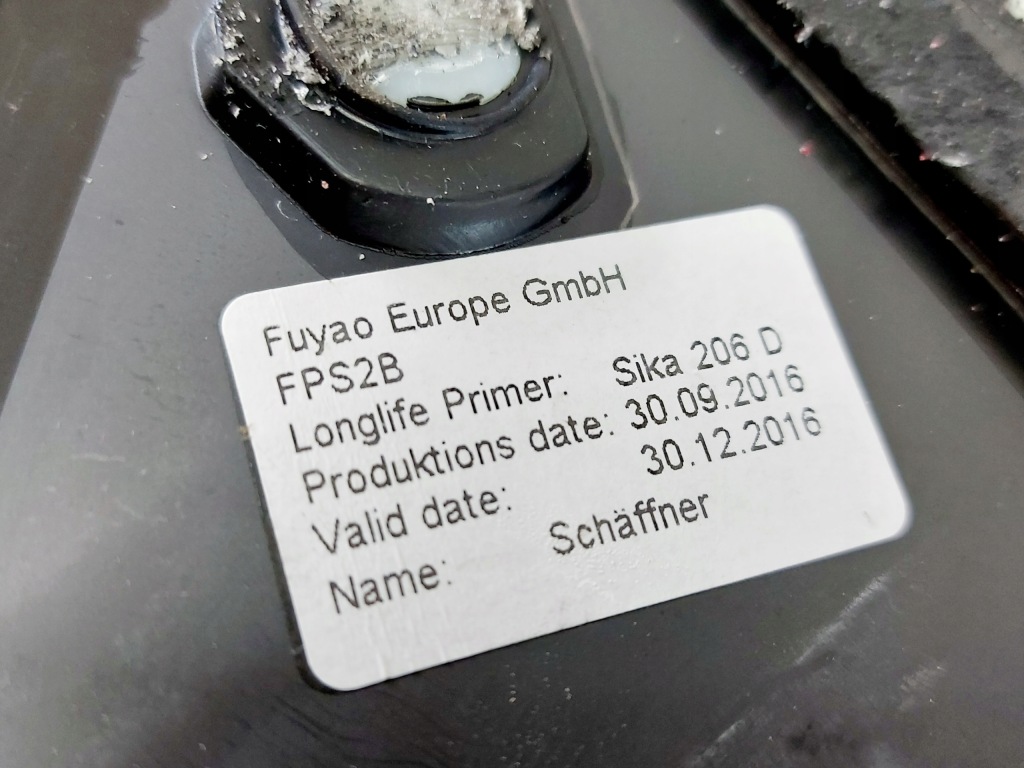 Fuyao Europe GmbH
FPS2B
Longlife Primer: Sika 206 D
Produktions date: 30.09.2016
Valid date: 30.12.2016
Name: Schäffner